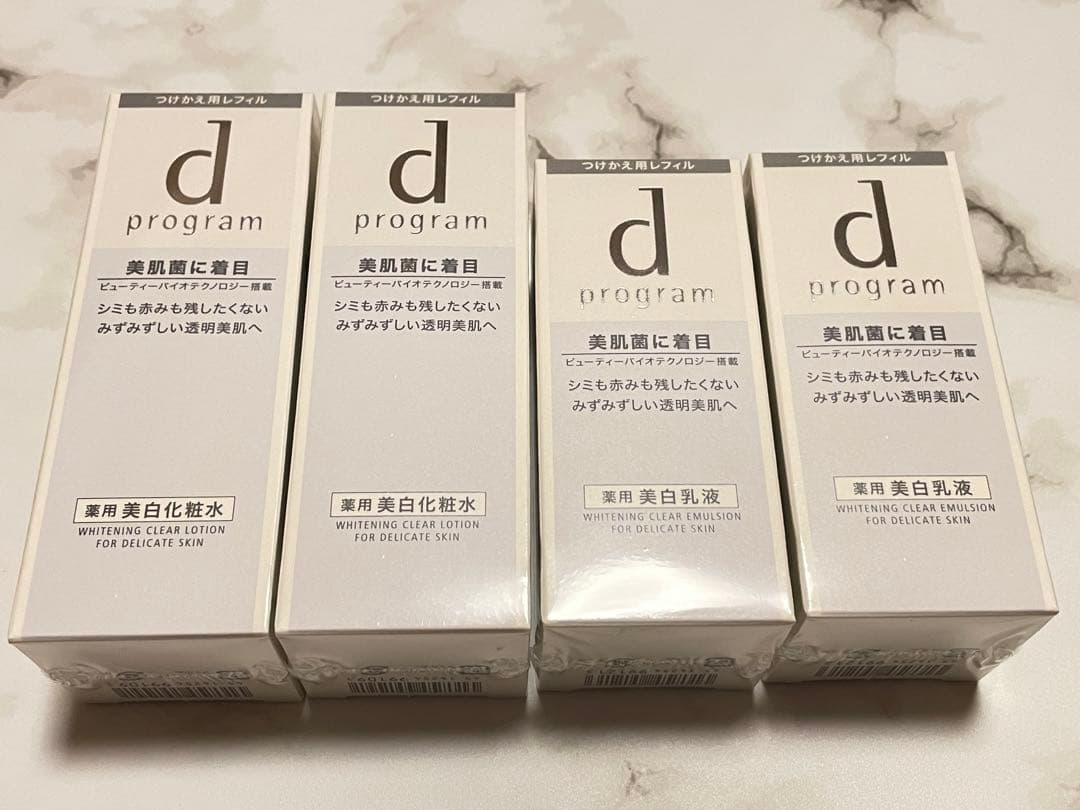 つけかえ用レフィル
d
program
美肌菌に着目
ビューティーバイオテクノロジー搭載
シミも赤みも残したくない
みずみずしい透明美肌へ
薬用 美白化粧水
WHITENING CLEAR LOTION
FOR DELICATE SKIN
つけかえ用レフィル
d
program
美肌菌に着目
ビューティーバイオテクノロジー搭載
シミも赤みも残したくない
みずみずしい透明美肌へ
薬用 美白化粧水
WHITENING CLEAR LOTION
FOR DELICATE SKIN
つけかえ用レフィル
d
program
美肌菌に着目
ビューティーバイオテクノロジー搭載
シミも赤みも残したくない
みずみずしい透明美肌へ
薬用 美白乳液
WHITENING CLEAR EMULSION
FOR DELICATE SKIN
つけかえ用レフィル
d
program
美肌菌に着目
ビューティーバイオテクノロジー搭載
シミも赤みも残したくない
みずみずしい透明美肌へ
薬用 美白乳液
WHITENING CLEAR EMULSION
FOR DELICATE SKIN